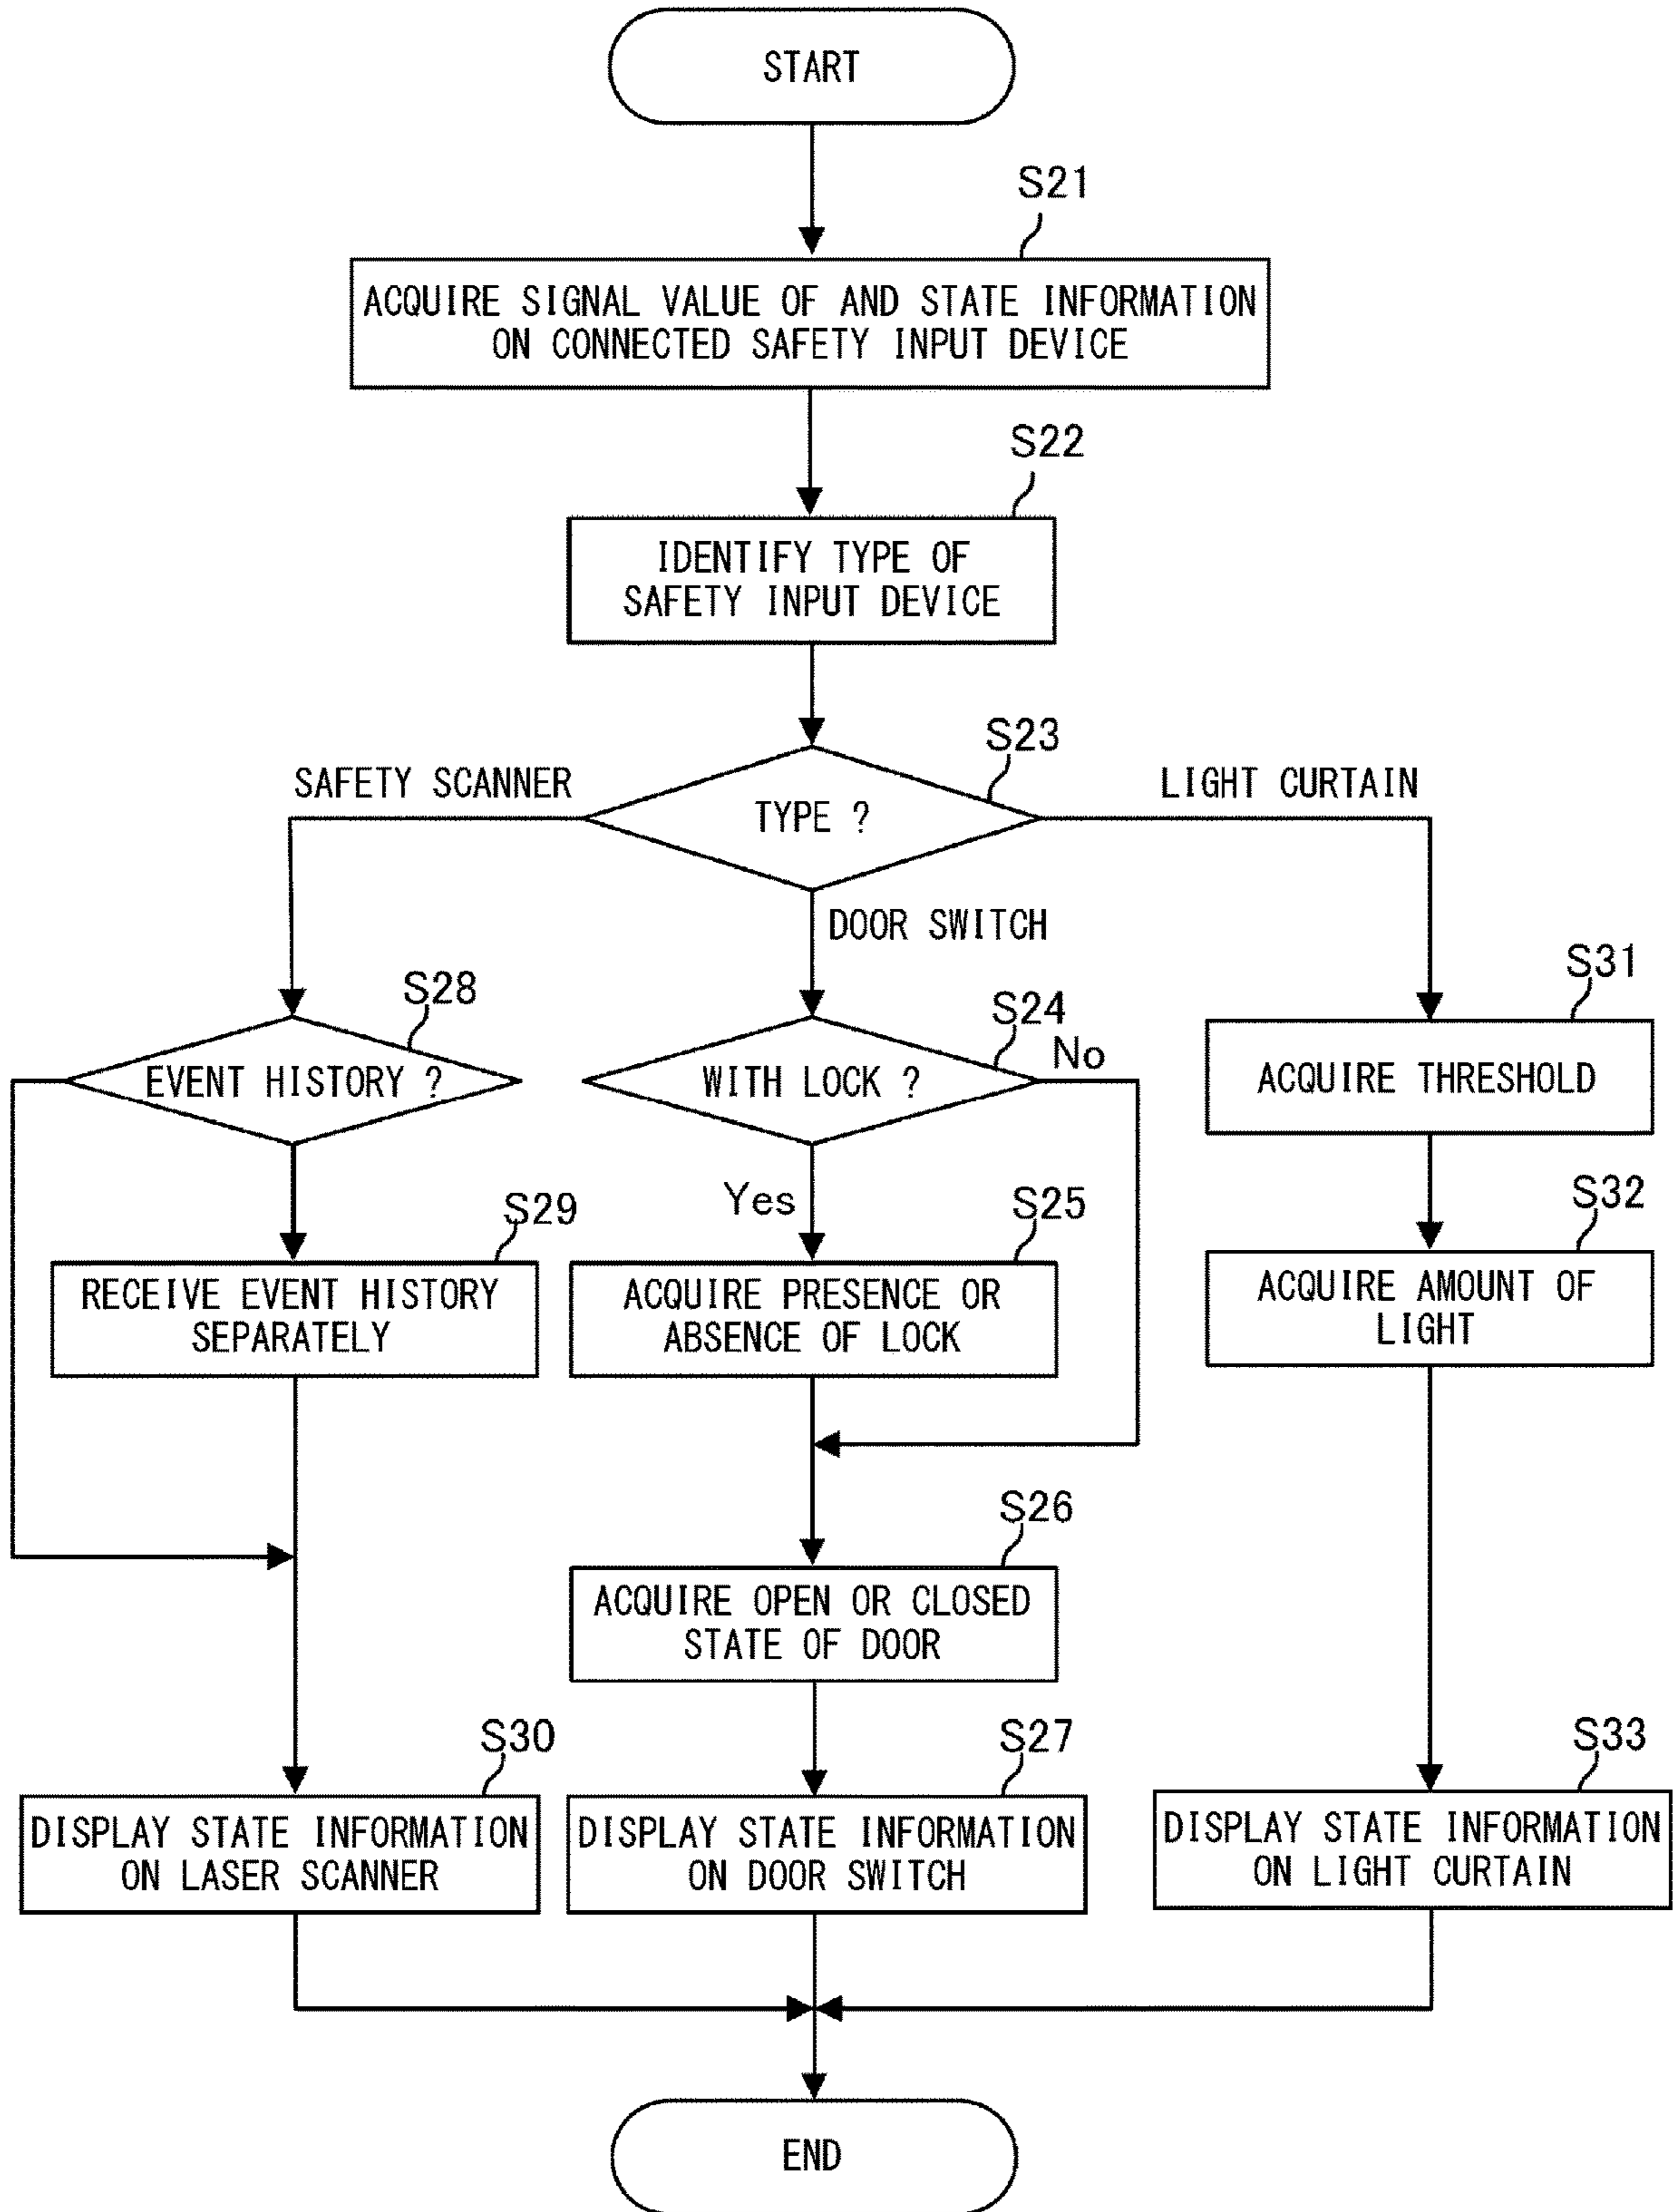 START
S21
ACQUIRE SIGNAL VALUE OF AND STATE INFORMATION
ON CONNECTED SAFETY INPUT DEVICE
S22
IDENTIFY TYPE OF
SAFETY INPUT DEVICE
S23
SAFETY SCANNER
TYPE ?
LIGHT CURTAIN
DOOR SWITCH
S28
EVENT HISTORY ?
S29
RECEIVE EVENT HISTORY
SEPARATELY
S30
DISPLAY STATE INFORMATION
ON LASER SCANNER
S24
WITH LOCK ?
No
Yes
S25
ACQUIRE PRESENCE OR
ABSENCE OF LOCK
S26
ACQUIRE OPEN OR CLOSED
STATE OF DOOR
S27
DISPLAY STATE INFORMATION
ON DOOR SWITCH
S31
ACQUIRE THRESHOLD
S32
ACQUIRE AMOUNT OF
LIGHT
S33
DISPLAY STATE INFORMATION
ON LIGHT CURTAIN
END